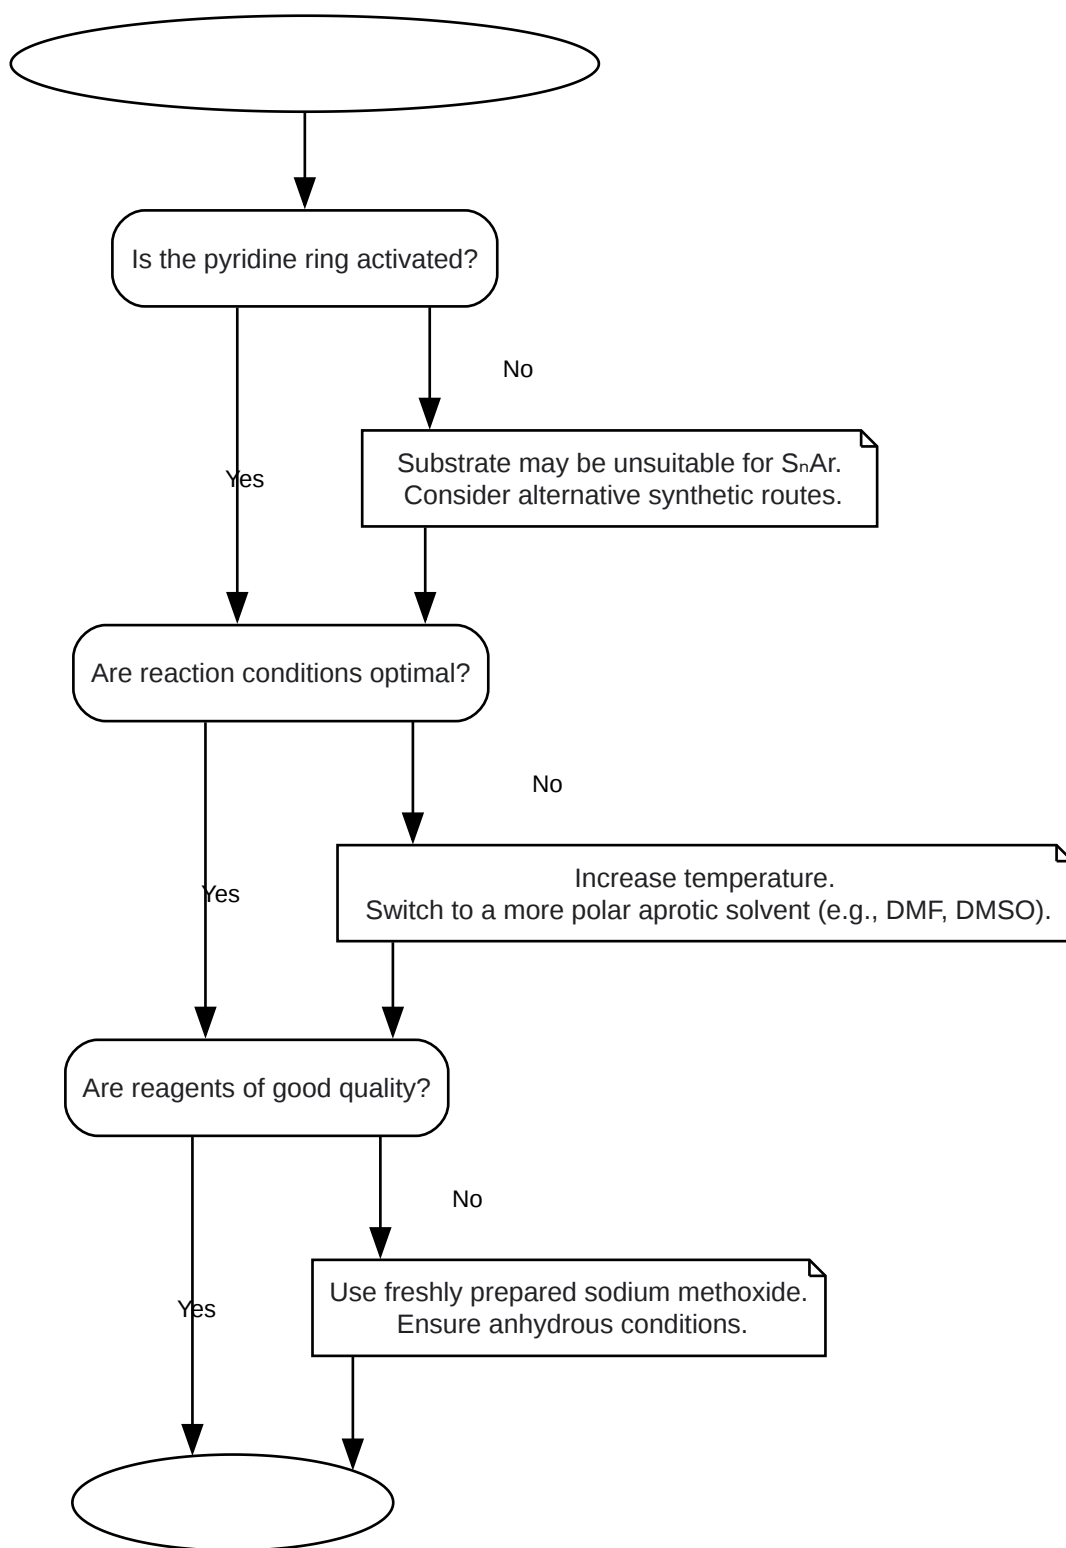 Is the pyridine ring activated?
No
Substrate may be unsuitable for SₙAr.
Consider alternative synthetic routes.
Yes
Are reaction conditions optimal?
No
Increase temperature.
Switch to a more polar aprotic solvent (e.g., DMF, DMSO).
Yes
Are reagents of good quality?
No
Use freshly prepared sodium methoxide.
Ensure anhydrous conditions.
Yes